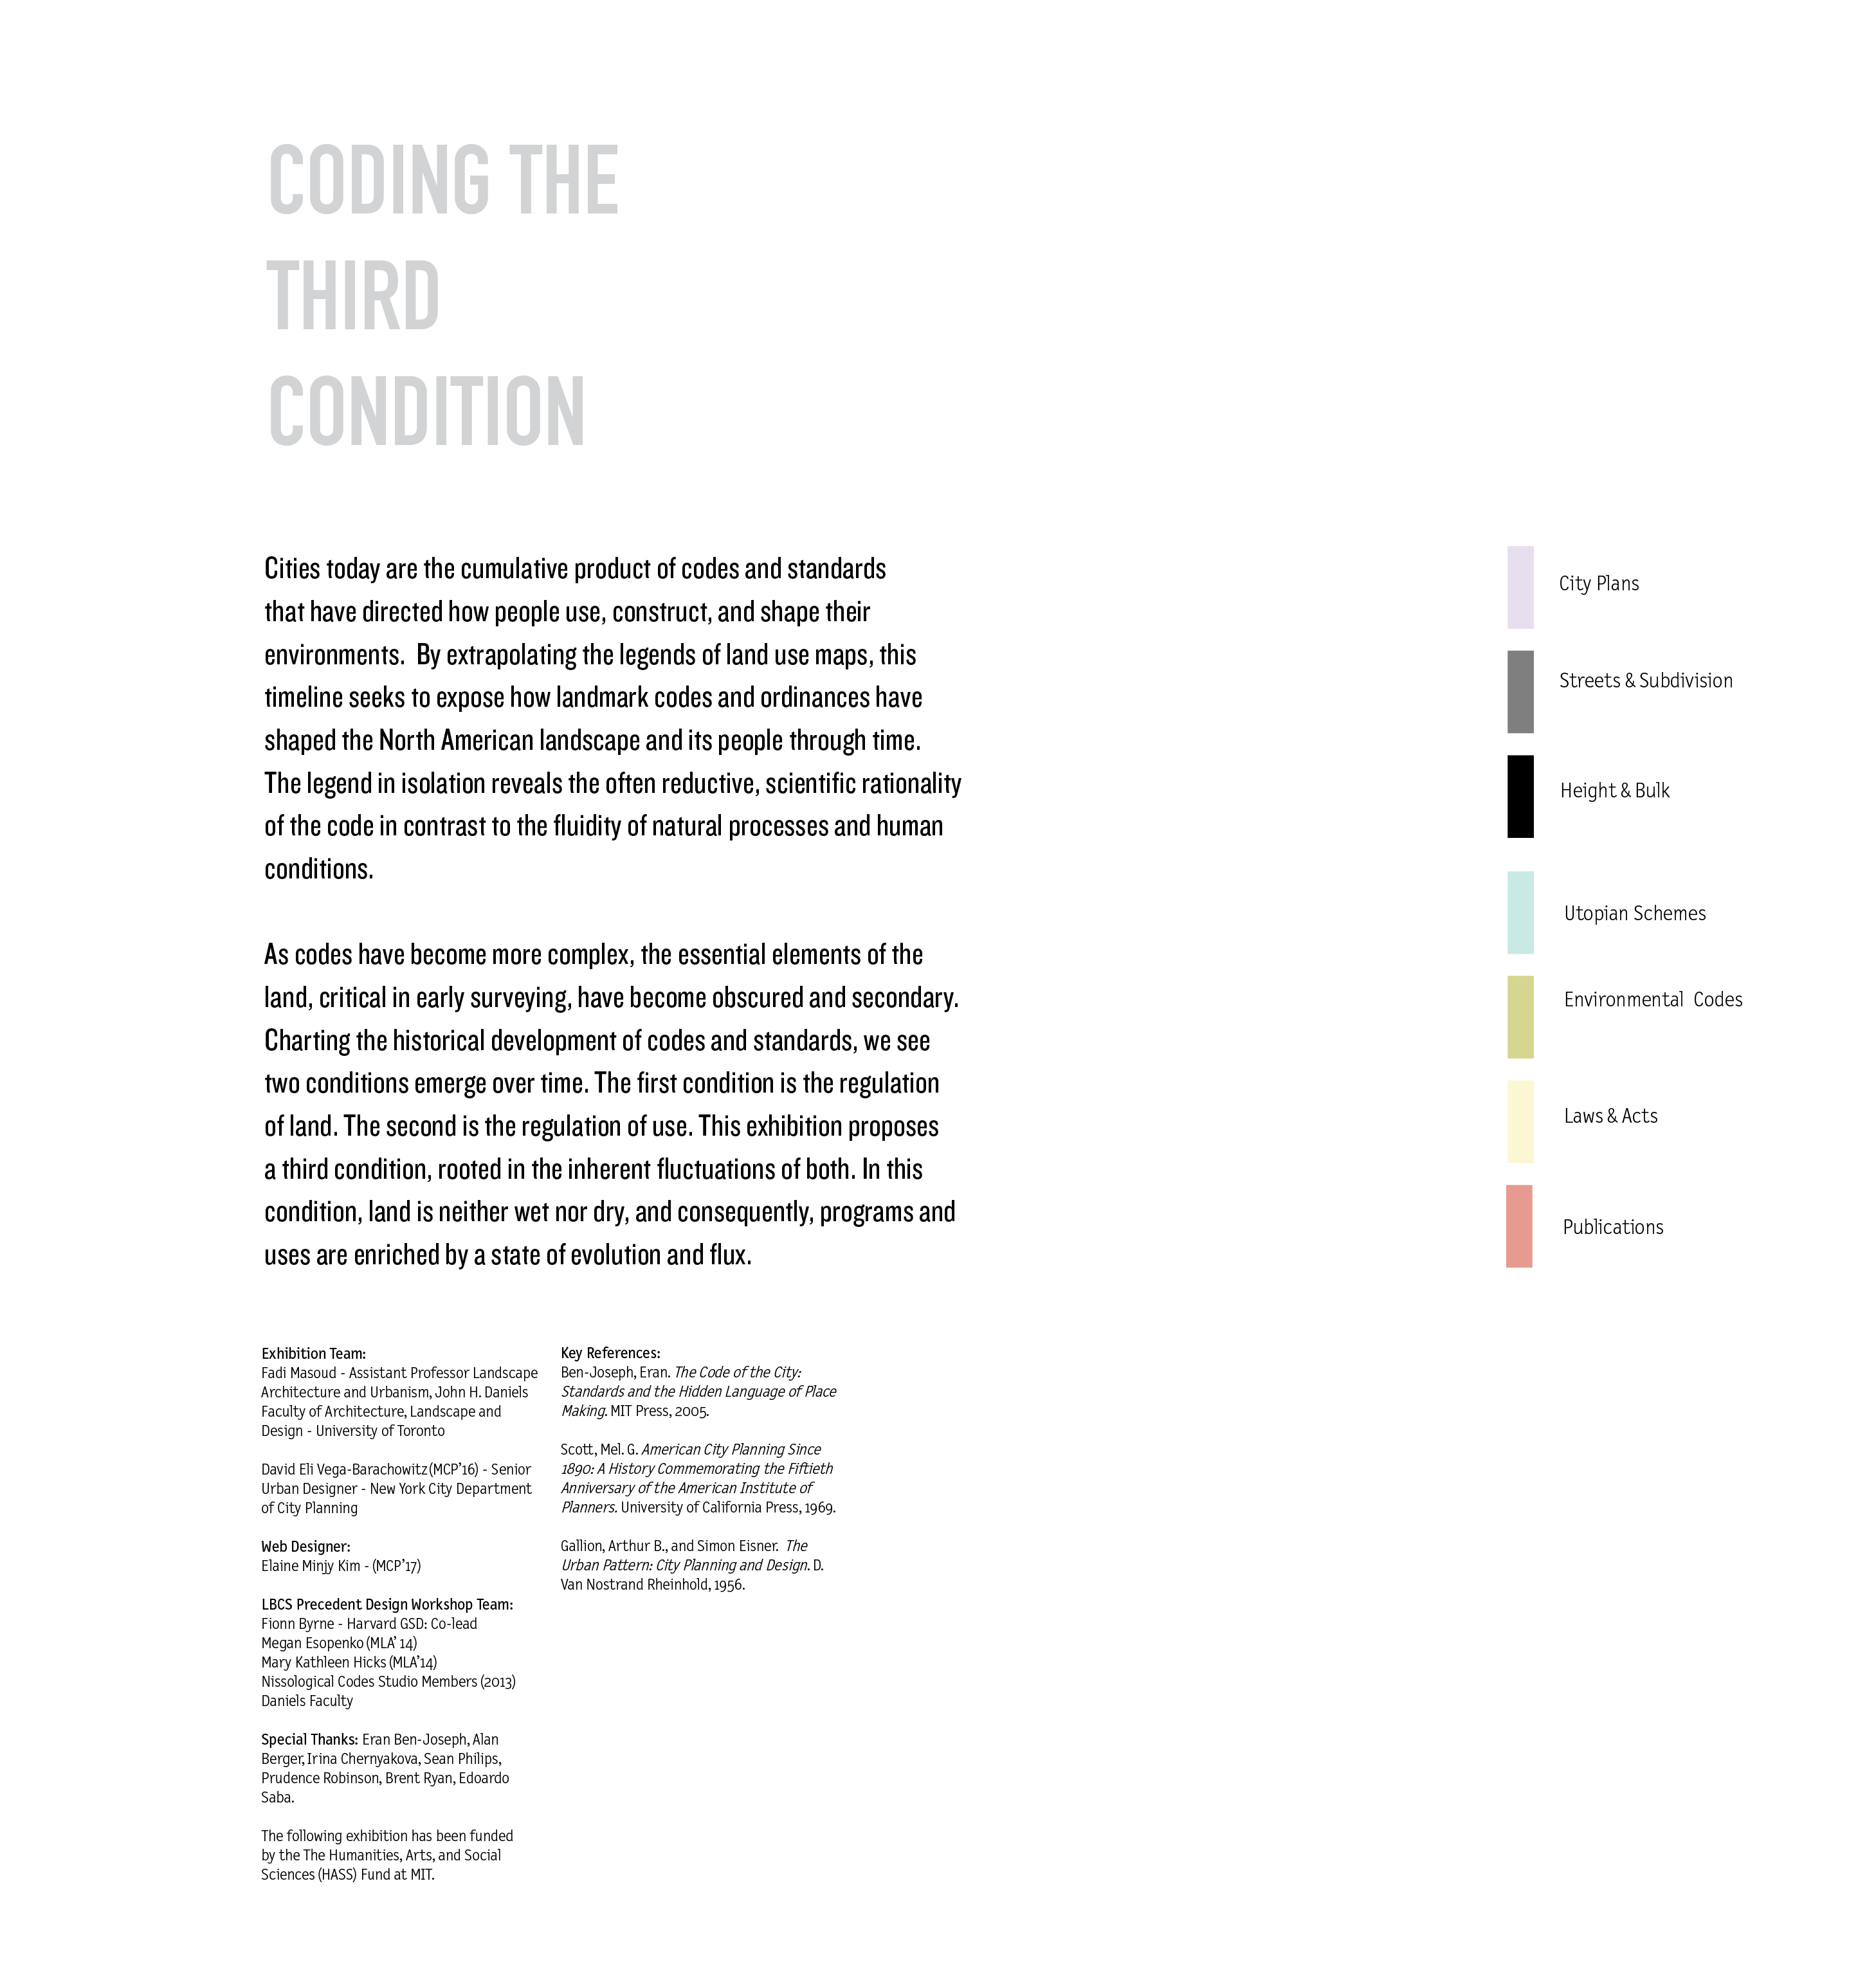 CODING THE
THIRD
CONDITION
Cities today are the cumulative product of codes and standards
that have directed how people use, construct, and shape their
environments.  By extrapolating the legends of land use maps, this
timeline seeks to expose how landmark codes and ordinances have
shaped the North American landscape and its people through time.
The legend in isolation reveals the often reductive, scientific rationality
of the code in contrast to the fluidity of natural processes and human
conditions.
As codes have become more complex, the essential elements of the
land, critical in early surveying, have become obscured and secondary.
Charting the historical development of codes and standards, we see
two conditions emerge over time. The first condition is the regulation
of land. The second is the regulation of use. This exhibition proposes
a third condition, rooted in the inherent fluctuations of both. In this
condition, land is neither wet nor dry, and consequently, programs and
uses are enriched by a state of evolution and flux.
Exhibition Team:
Fadi Masoud - Assistant Professor Landscape
Architecture and Urbanism, John H. Daniels
Faculty of Architecture, Landscape and
Design - University of Toronto
David Eli Vega-Barachowitz (MCP'16) - Senior
Urban Designer - New York City Department
of City Planning
Web Designer:
Elaine Minjy Kim - (MCP'17)
LBCS Precedent Design Workshop Team:
Fionn Byrne - Harvard GSD: Co-lead
Megan Esopenko (MLA' 14)
Mary Kathleen Hicks (MLA'14)
Nissological Codes Studio Members (2013)
Daniels Faculty
Special Thanks: Eran Ben-Joseph, Alan
Berger, Irina Chernyakova, Sean Philips,
Prudence Robinson, Brent Ryan, Edoardo
Saba.
The following exhibition has been funded
by the The Humanities, Arts, and Social
Sciences (HASS) Fund at MIT.
Key References:
Ben-Joseph, Eran. The Code of the City:
Standards and the Hidden Language of Place
Making. MIT Press, 2005.
Scott, Mel. G. American City Planning Since
1890: A History Commemorating the Fiftieth
Anniversary of the American Institute of
Planners. University of California Press, 1969.
Gallion, Arthur B., and Simon Eisner.  The
Urban Pattern: City Planning and Design. D.
Van Nostrand Rheinhold, 1956.
City Plans
Streets & Subdivision
Height & Bulk
Utopian Schemes
Environmental  Codes
Laws & Acts
Publications